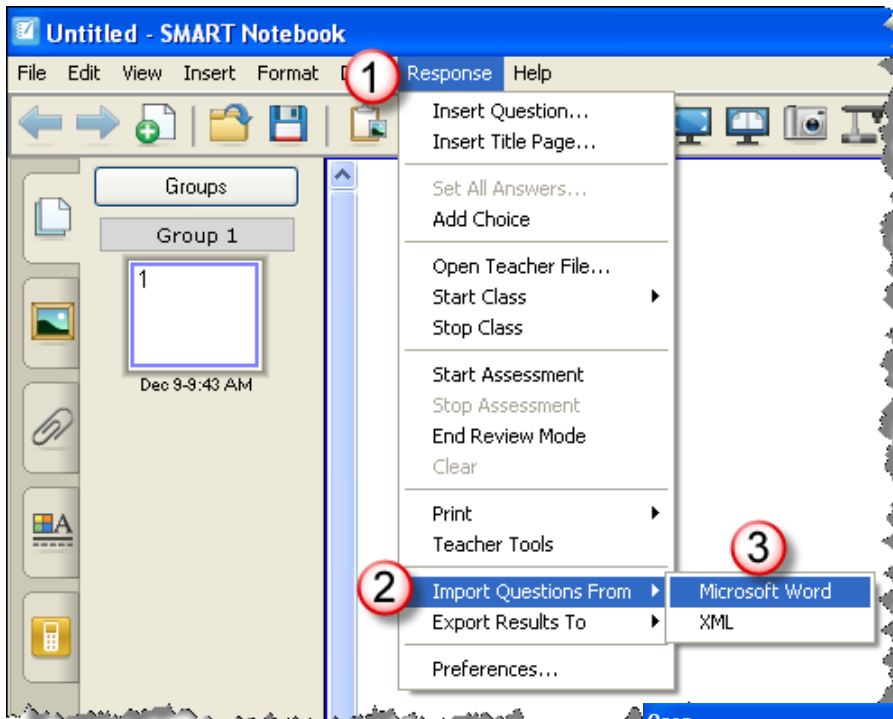 Untitled - SMART Notebook
File Edit View Insert Format Response Help
1
Groups
Group 1
1
Dec 9-9:43 AM
Insert Question...
Insert Title Page...
Set All Answers...
Add Choice
Open Teacher File...
Start Class
Stop Class
Start Assessment
Stop Assessment
End Review Mode
Clear
Print
Teacher Tools
2 Import Questions From
3
Microsoft Word
Export Results To
XML
Preferences...